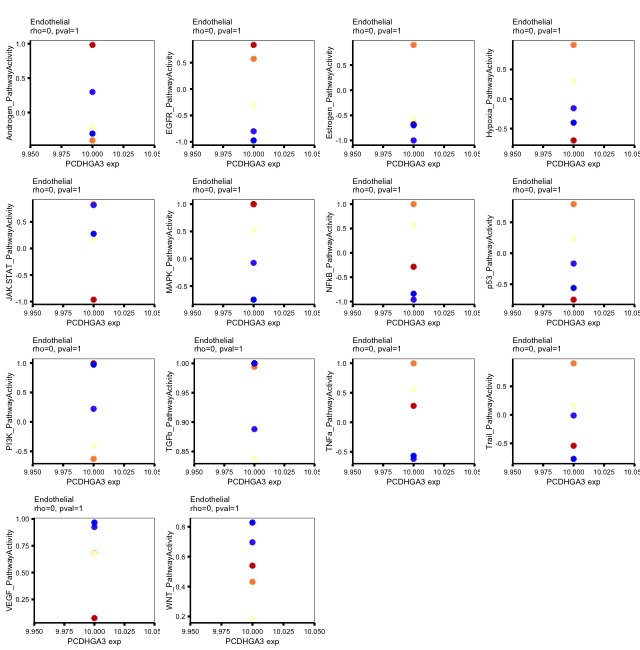 Endothelial
rho=0, pval=1
Androgen_PathwayActivity
1.0
0.5
0.0
9.950 9.975 10.000 10.025 10.05
PCDHGA3 exp
Endothelial
rho=0, pval=1
EGFR_PathwayActivity
1.0
0.5
0.0
-0.5
-1.0
9.950 9.975 10.000 10.025 10.05
PCDHGA3 exp
Endothelial
rho=0, pval=1
Estrogen_PathwayActivity
0.5
0.0
-0.5
-1.0
9.950 9.975 10.000 10.025 10.05
PCDHGA3 exp
Endothelial
rho=0, pval=1
Hypoxia_PathwayActivity
0.5
0.0
-0.5
9.950 9.975 10.000 10.025 10.05
PCDHGA3 exp
Endothelial
rho=0, pval=1
JAK.STAT_PathwayActivity
0.5
0.0
-0.5
-1.0
9.950 9.975 10.000 10.025 10.05
PCDHGA3 exp
Endothelial
rho=0, pval=1
MAPK_PathwayActivity
1.0
0.5
0.0
-0.5
9.950 9.975 10.000 10.025 10.05
PCDHGA3 exp
Endothelial
rho=0, pval=1
NFkB_PathwayActivity
1.0
0.5
0.0
-0.5
-1.0
9.950 9.975 10.000 10.025 10.05
PCDHGA3 exp
Endothelial
rho=0, pval=1
p53_PathwayActivity
0.5
0.0
-0.5
9.950 9.975 10.000 10.025 10.05
PCDHGA3 exp
Endothelial
rho=0, pval=1
PI3K_PathwayActivity
1.0
0.5
0.0
-0.5
9.950 9.975 10.000 10.025 10.05
PCDHGA3 exp
Endothelial
rho=0, pval=1
TGFb_PathwayActivity
1.00
0.95
0.90
0.85
9.950 9.975 10.000 10.025 10.05
PCDHGA3 exp
Endothelial
rho=0, pval=1
TNFa_PathwayActivity
1.0
0.5
0.0
-0.5
9.950 9.975 10.000 10.025 10.05
PCDHGA3 exp
Endothelial
rho=0, pval=1
Trail_PathwayActivity
0.5
0.0
-0.5
9.950 9.975 10.000 10.025 10.05
PCDHGA3 exp
Endothelial
rho=0, pval=1
VEGF_PathwayActivity
1.00
0.75
0.50
0.25
9.950 9.975 10.000 10.025 10.05
PCDHGA3 exp
Endothelial
rho=0, pval=1
WNT_PathwayActivity
0.8
0.6
0.4
0.2
9.950 9.975 10.000 10.025 10.050
PCDHGA3 exp